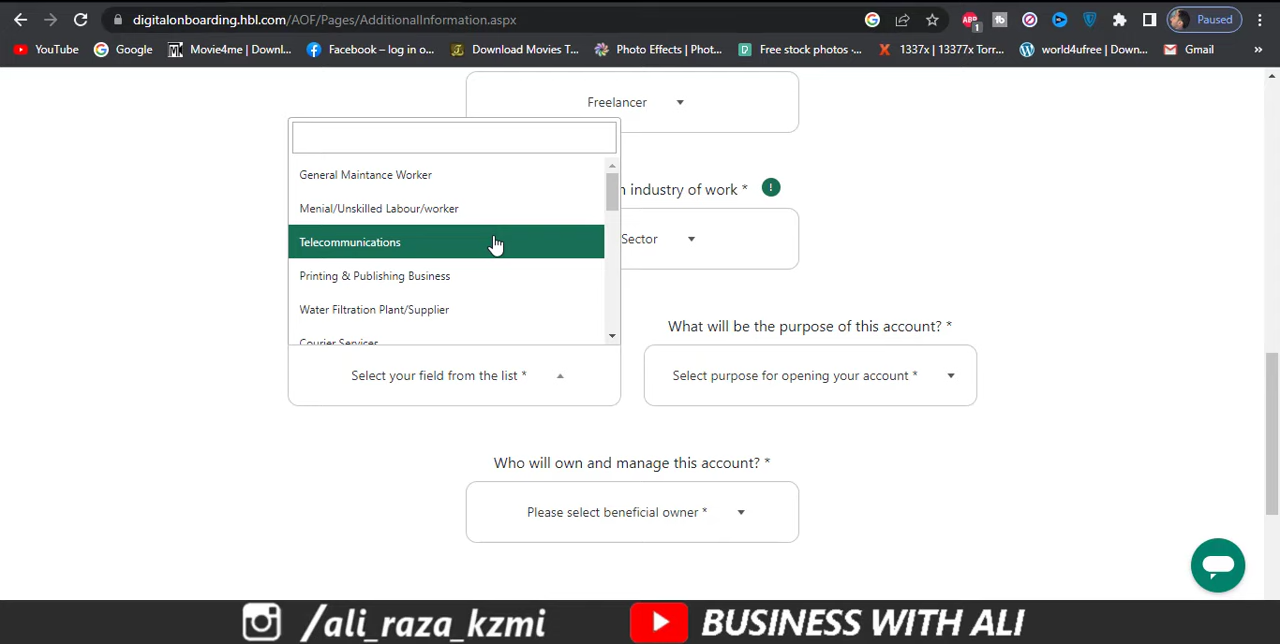 digitalonboarding.hbl.com/AOF/Pages/AdditionalInformation.aspx
ABP
1
Paused
YouTube
Google
Movie4me | Downl...
Facebook – log in o...
Download Movies T...
Photo Effects | Phot...
Free stock photos ·...
1337x | 13377x Torr...
world4ufree | Down...
Gmail
»
Freelancer
n industry of work *
!
Sector
General Maintance Worker
Menial/Unskilled Labour/worker
Telecommunications
Printing & Publishing Business
Water Filtration Plant/Supplier
Courier Services
Select your field from the list *
What will be the purpose of this account? *
Select purpose for opening your account *
Who will own and manage this account? *
Please select beneficial owner *
/ali_raza_kzmi
BUSINESS WITH ALI